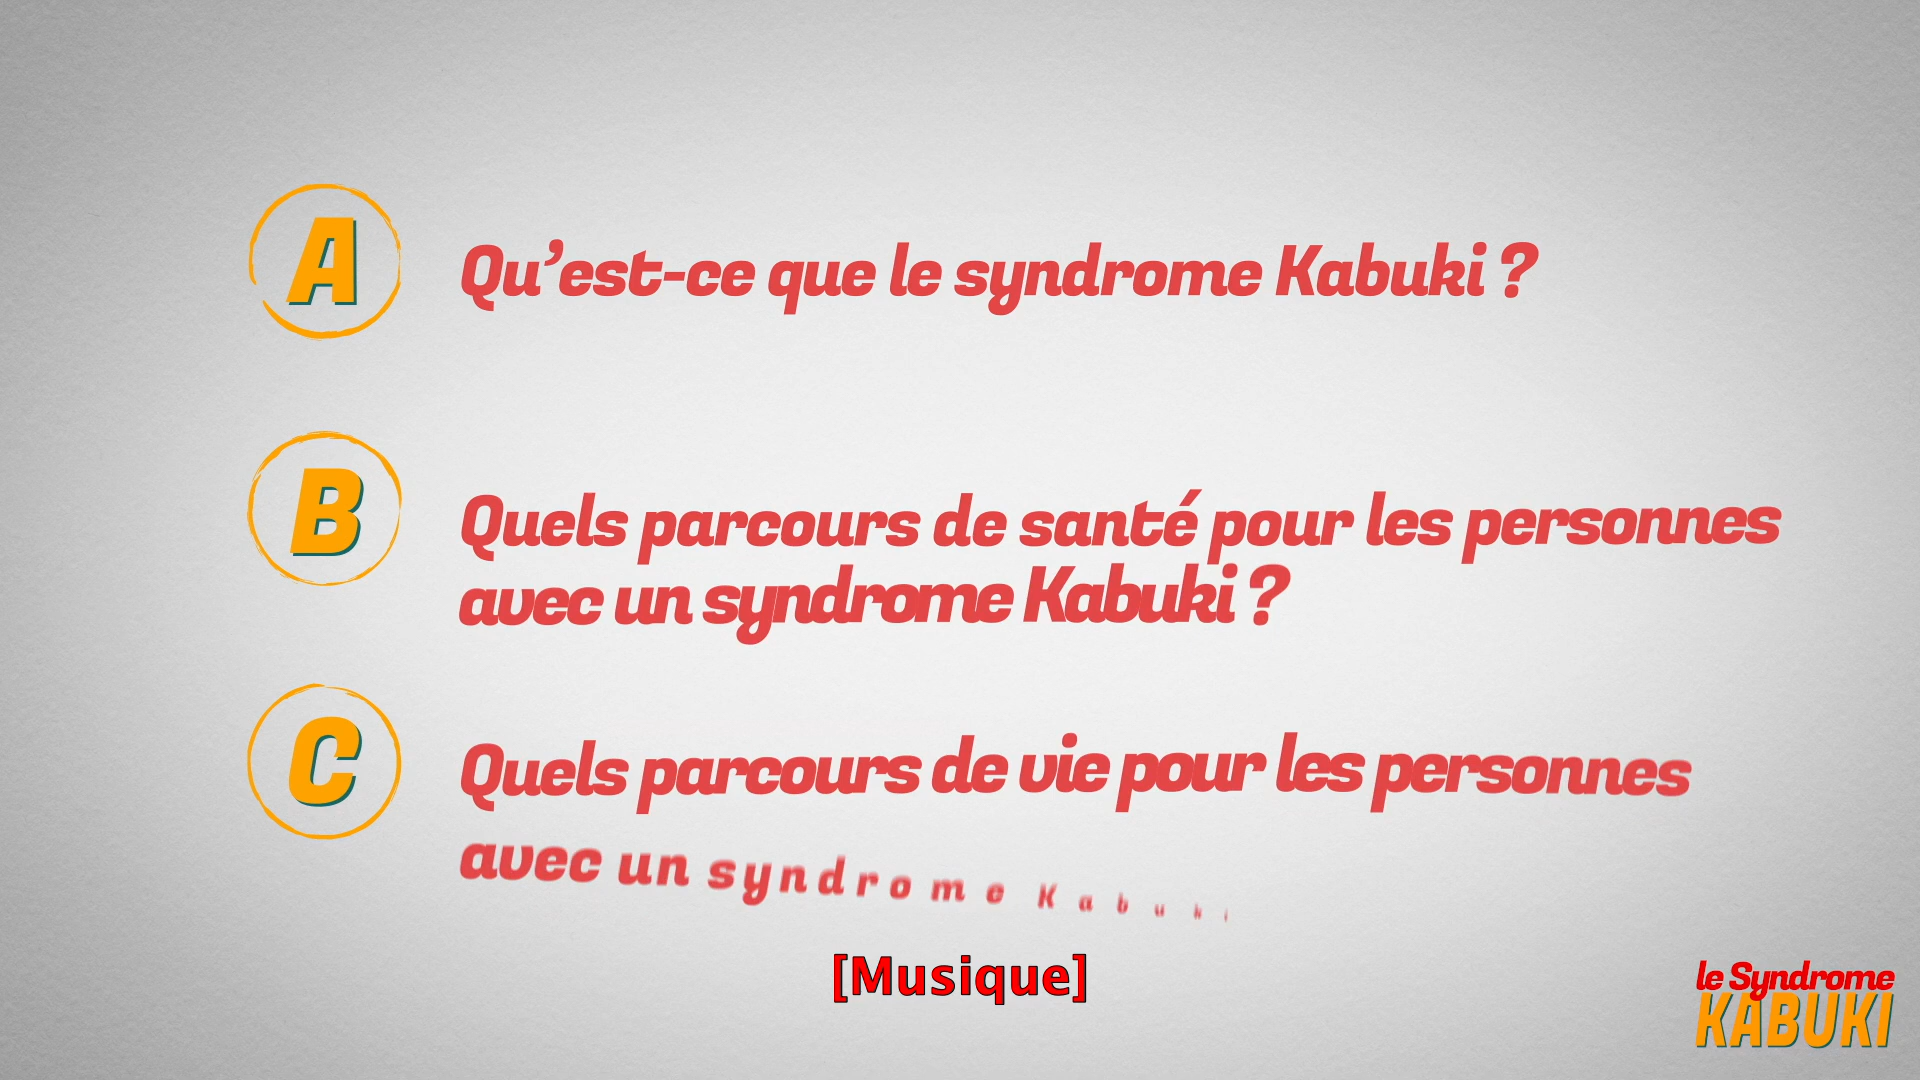 A
Qu’est-ce que le syndrome Kabuki ?
B
Quels parcours de santé pour les personnes
avec un syndrome Kabuki ?
C
Quels parcours de vie pour les personnes
avec un syndrome Kabuki
[Musique]
le Syndrome
KABUKI